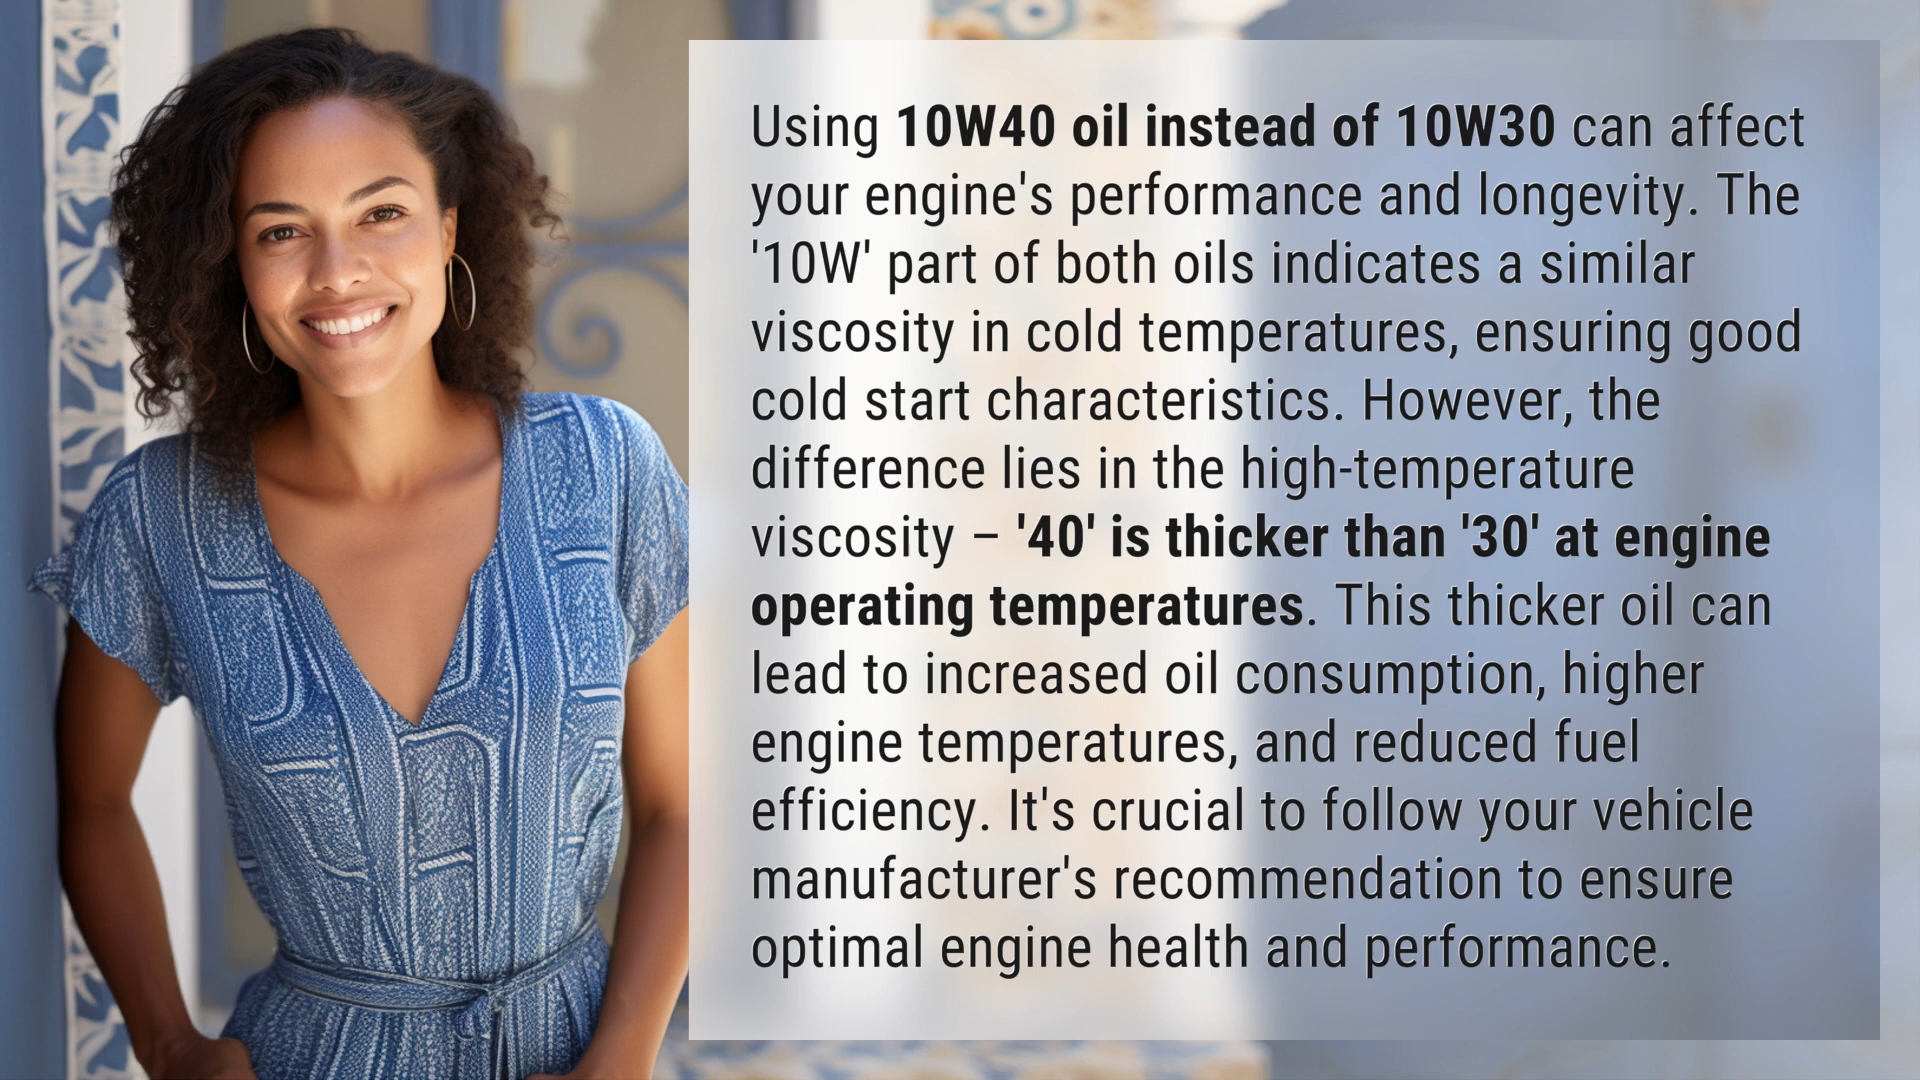 Using 10W40 oil instead of 10W30 can affect
your engine's performance and longevity. The
'10W' part of both oils indicates a similar
viscosity in cold temperatures, ensuring good
cold start characteristics. However, the
difference lies in the high-temperature
viscosity – '40' is thicker than '30' at engine
operating temperatures. This thicker oil can
lead to increased oil consumption, higher
engine temperatures, and reduced fuel
efficiency. It's crucial to follow your vehicle
manufacturer's recommendation to ensure
optimal engine health and performance.